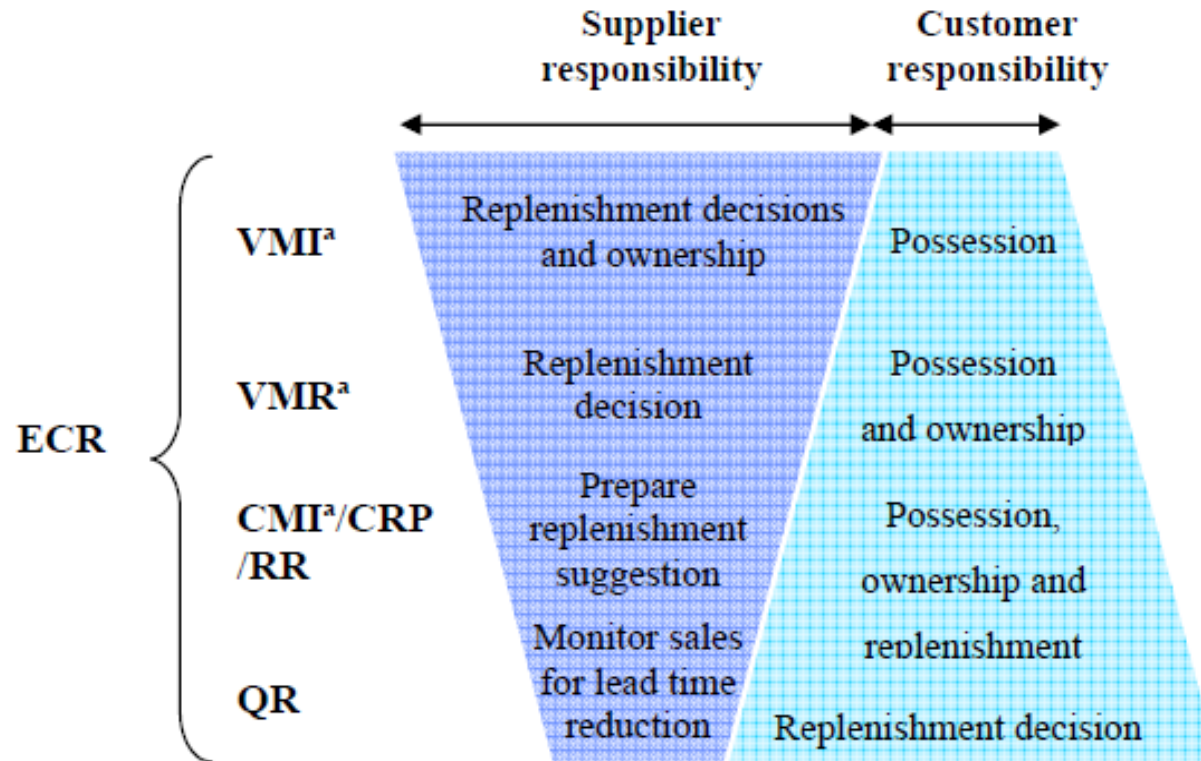 Supplier
responsibility
Customer
responsibility
ECR
VMIª
Replenishment decisions
and ownership
Possession
VMRª
Replenishment
decision
Possession
and ownership
CMIª/CRP
/RR
Prepare
replenishment
suggestion
Possession,
ownership and
replenishment
QR
Monitor sales
for lead time
reduction
Replenishment decision